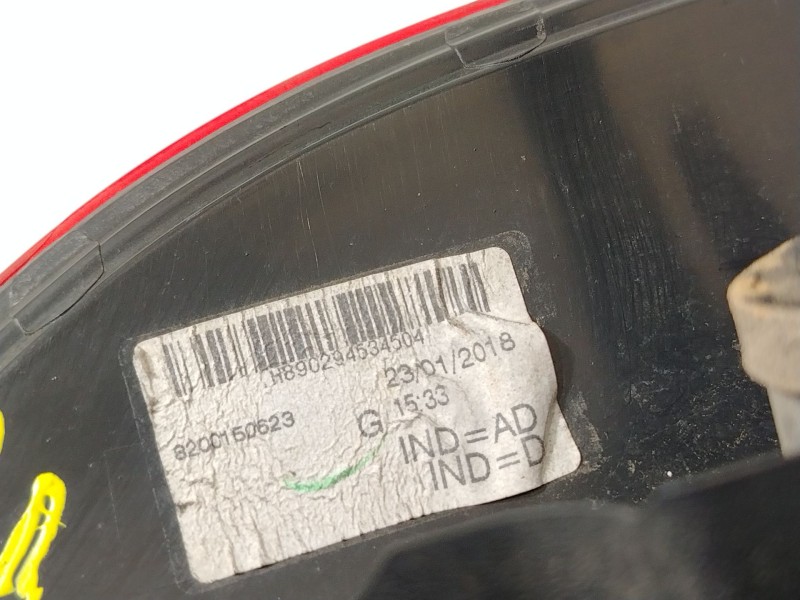 H890294534504
23/01/2018
8200150623
G 15:33
IND=AD
IND=D